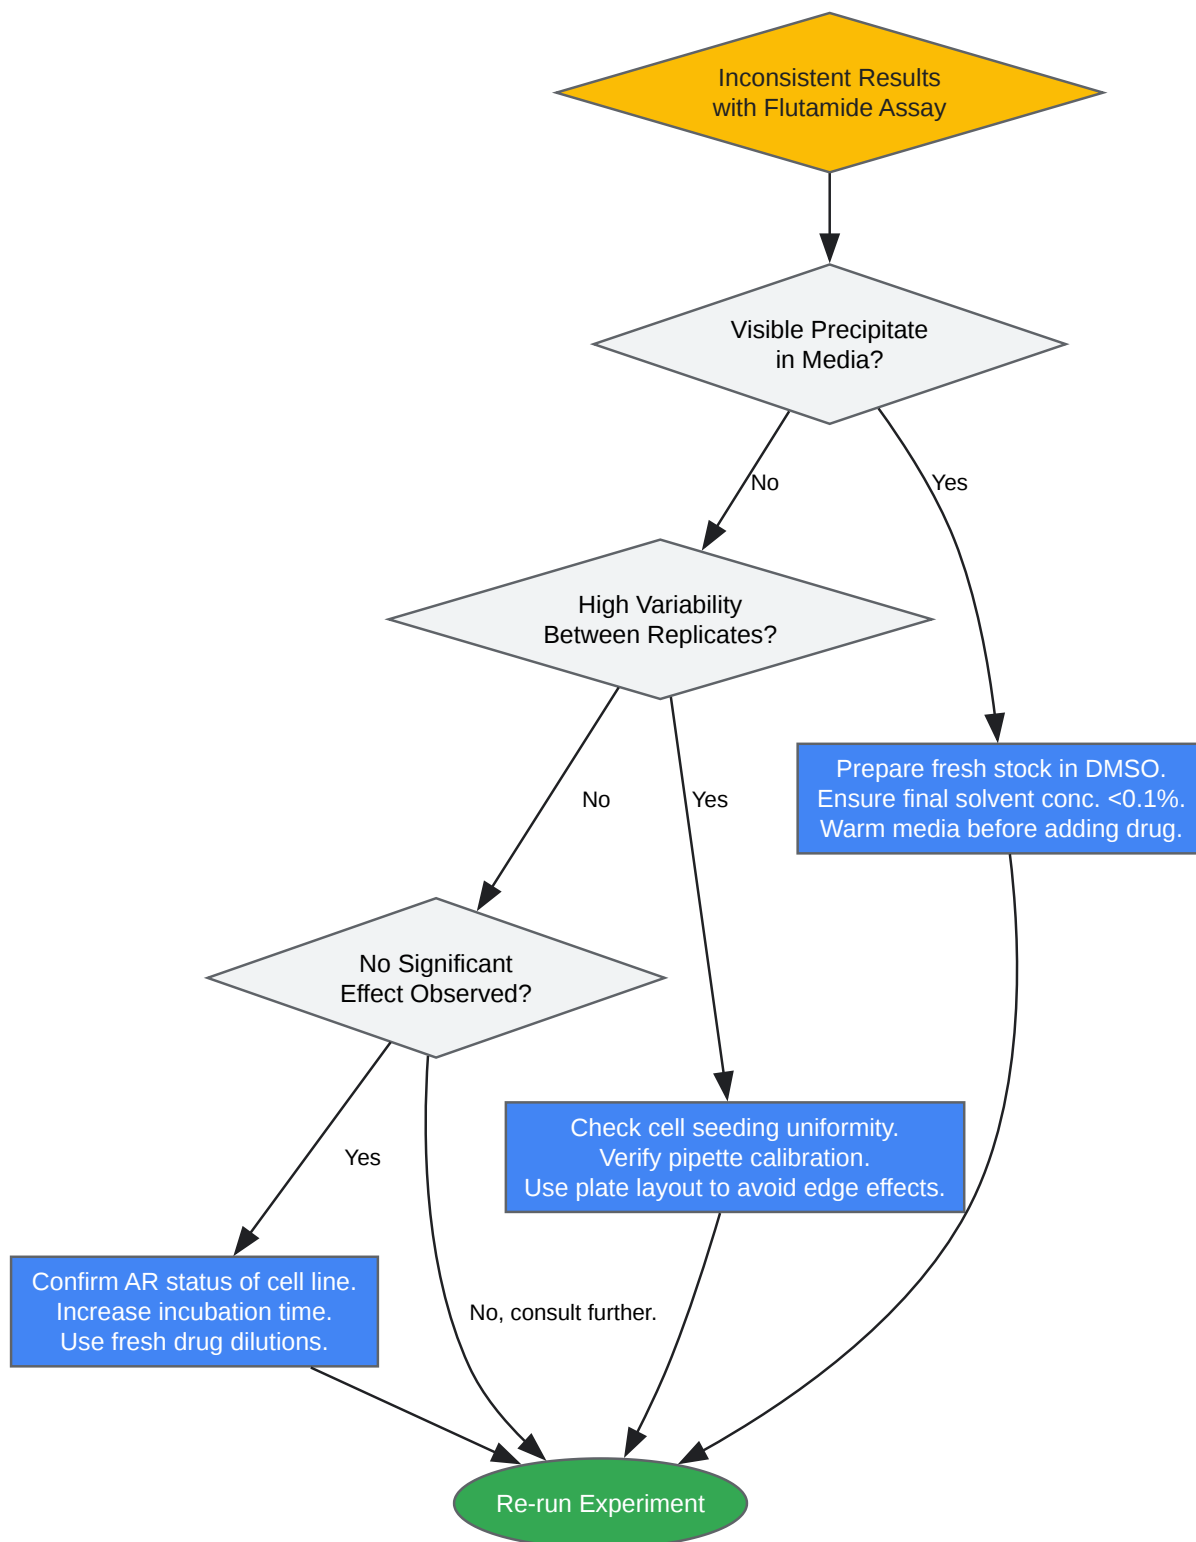 Inconsistent Results
with Flutamide Assay
Visible Precipitate
in Media?
No
Yes
High Variability
Between Replicates?
Prepare fresh stock in DMSO.
Ensure final solvent conc. <0.1%.
Warm media before adding drug.
No
Yes
No Significant
Effect Observed?
Check cell seeding uniformity.
Verify pipette calibration.
Use plate layout to avoid edge effects.
Yes
Confirm AR status of cell line.
Increase incubation time.
Use fresh drug dilutions.
No, consult further.
Re-run Experiment